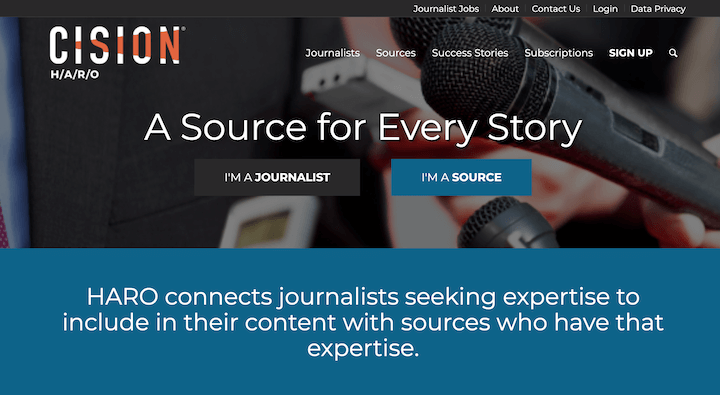 Journalist Jobs About Contact Us Login Data Privacy
CISION®
H/A/R/O
Journalists Sources Success Stories Subscriptions SIGN UP
A Source for Every Story
I'M A JOURNALIST I'M A SOURCE
HARO connects journalists seeking expertise to
include in their content with sources who have that
expertise.